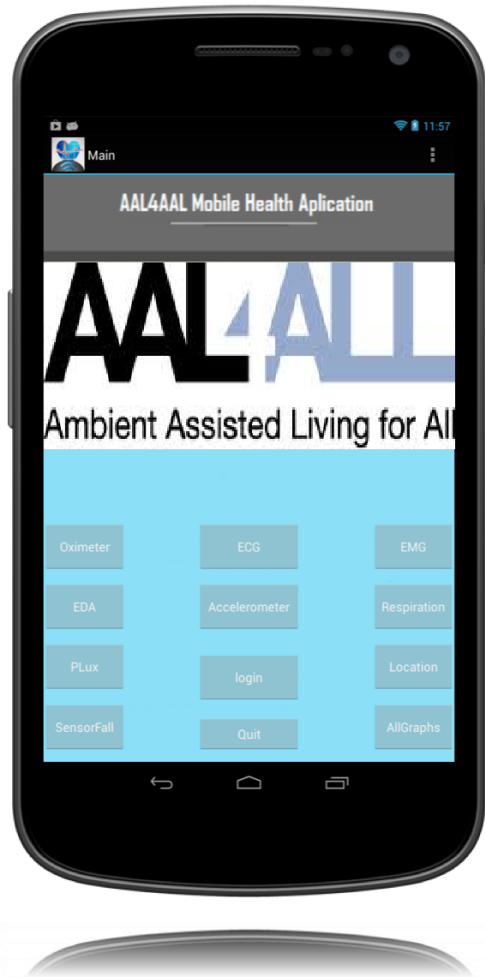 11:57
Main
AAL4AAL Mobile Health Aplication
AAL4ALL
Ambient Assisted Living for All
Oximeter ECG EMG
EDA Accelerometer Respiration
PLux login Location
SensorFall Quit AllGraphs